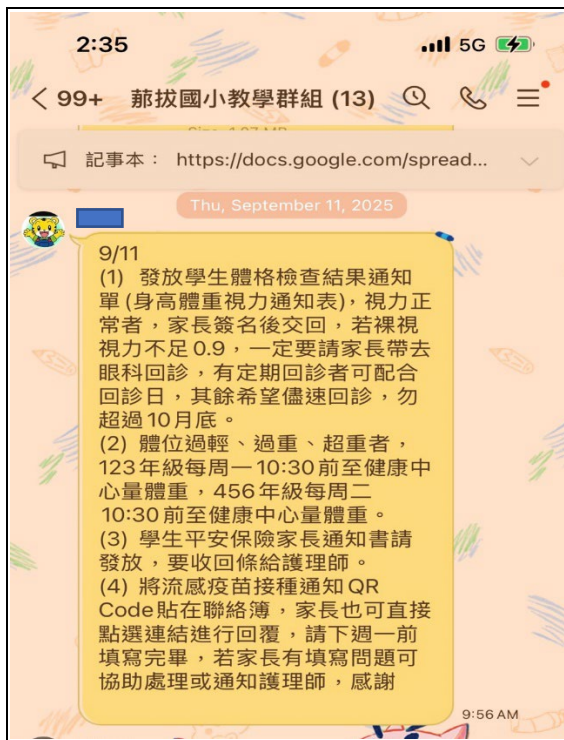 2:35
5G
99+ 蔀拔國小教學群組 (13)
記事本： https://docs.google.com/spread...
Thu, September 11, 2025
9/11
(1) 發放學生體格檢查結果通知
單(身高體重視力通知表)，視力正
常者，家長簽名後交回，若裸視
視力不足0.9，一定要請家長帶去
眼科回診，有定期回診者可配合
回診日，其餘希望儘速回診，勿
超過10月底。
(2) 體位過輕、過重、超重者，
123年級每周一10:30前至健康中
心量體重，456年級每周二
10:30前至健康中心量體重。
(3) 學生平安保險家長通知書請
發放，要收回條給護理師。
(4) 將流感疫苗接種通知QR
Code貼在聯絡簿，家長也可直接
點選連結進行回覆，請下週一前
填寫完畢，若家長有填寫問題可
協助處理或通知護理師，感謝
9:56 AM